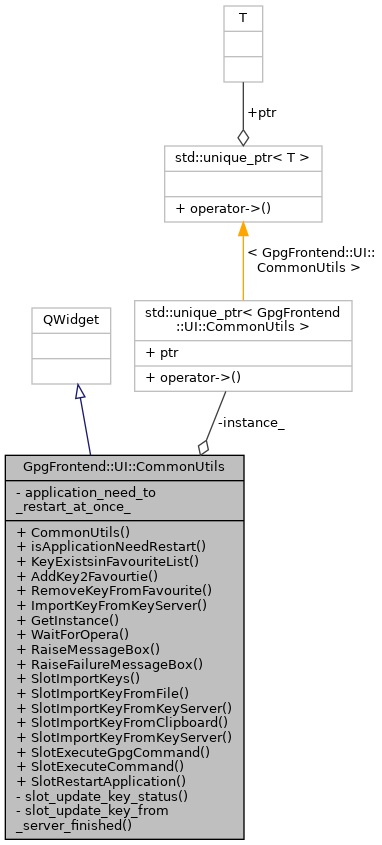 T
+ptr
std::unique_ptr< T >
+ operator->()
< GpgFrontend::UI::
CommonUtils >
std::unique_ptr< GpgFrontend
::UI::CommonUtils >
+ ptr
+ operator->()
QWidget
-instance_
GpgFrontend::UI::CommonUtils
- application_need_to
_restart_at_once_
+ CommonUtils()
+ isApplicationNeedRestart()
+ KeyExistsinFavouriteList()
+ AddKey2Favourtie()
+ RemoveKeyFromFavourite()
+ ImportKeyFromKeyServer()
+ GetInstance()
+ WaitForOpera()
+ RaiseMessageBox()
+ RaiseFailureMessageBox()
+ SlotImportKeys()
+ SlotImportKeyFromFile()
+ SlotImportKeyFromKeyServer()
+ SlotImportKeyFromClipboard()
+ SlotImportKeyFromKeyServer()
+ SlotExecuteGpgCommand()
+ SlotExecuteCommand()
+ SlotRestartApplication()
- slot_update_key_status()
- slot_update_key_from
_server_finished()